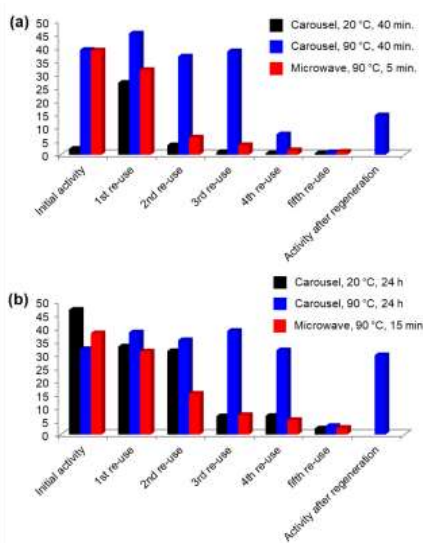 (a)
Carousel, 20 °C, 40 min.
Carousel, 90 °C, 40 min.
Microwave, 90 °C, 5 min.
50
45
40
35
30
25
20
15
10
5
0
Initial activity
1st re-use
2nd re-use
3rd re-use
4th re-use
fifth re-use
Activity after regeneration
(b)
Carousel, 20 °C, 24 h
Carousel, 90 °C, 24 h
Microwave, 90 °C, 15 min
50
45
40
35
30
25
20
15
10
5
0
Initial activity
1st re-use
2nd re-use
3rd re-use
4th re-use
fifth re-use
Activity after regeneration